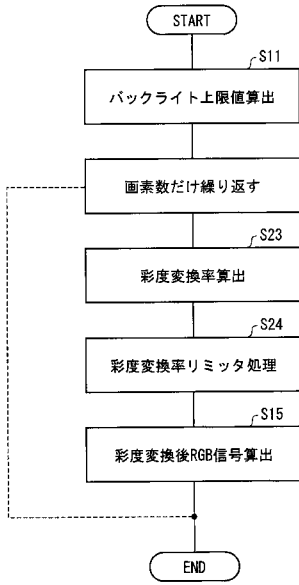 START
S11
バックライト上限値算出
画素数だけ繰り返す
S23
彩度変換率算出
S24
彩度変換率リミッタ処理
S15
彩度変換後RGB信号算出
END